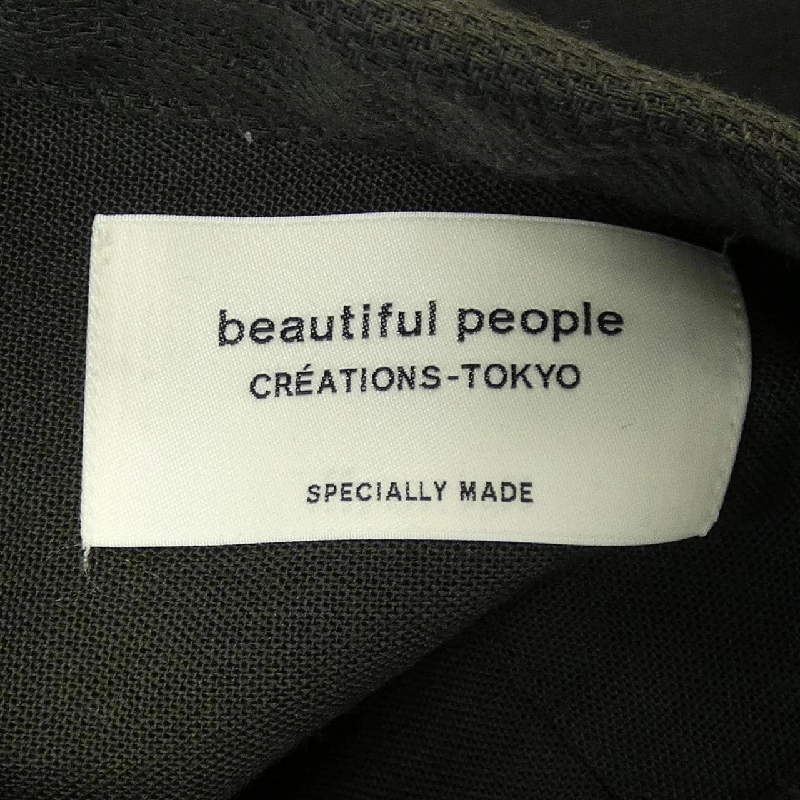 beautiful people
CRÉATIONS-TOKYO
SPECIALLY MADE